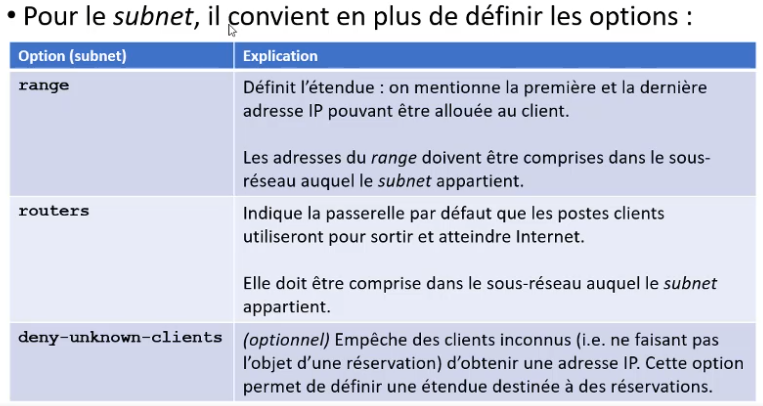 • Pour le subnet, il convient en plus de définir les options :
Option (subnet)
Explication
range
Définit l'étendue : on mentionne la première et la dernière
adresse IP pouvant être allouée au client.
Les adresses du range doivent être comprises dans le sous-
réseau auquel le subnet appartient.
routers
Indique la passerelle par défaut que les postes clients
utiliseront pour sortir et atteindre Internet.
Elle doit être comprise dans le sous-réseau auquel le subnet
appartient.
deny-unknown-clients
(optionnel) Empêche des clients inconnus (i.e. ne faisant pas
l'objet d'une réservation) d'obtenir une adresse IP. Cette option
permet de définir une étendue destinée à des réservations.